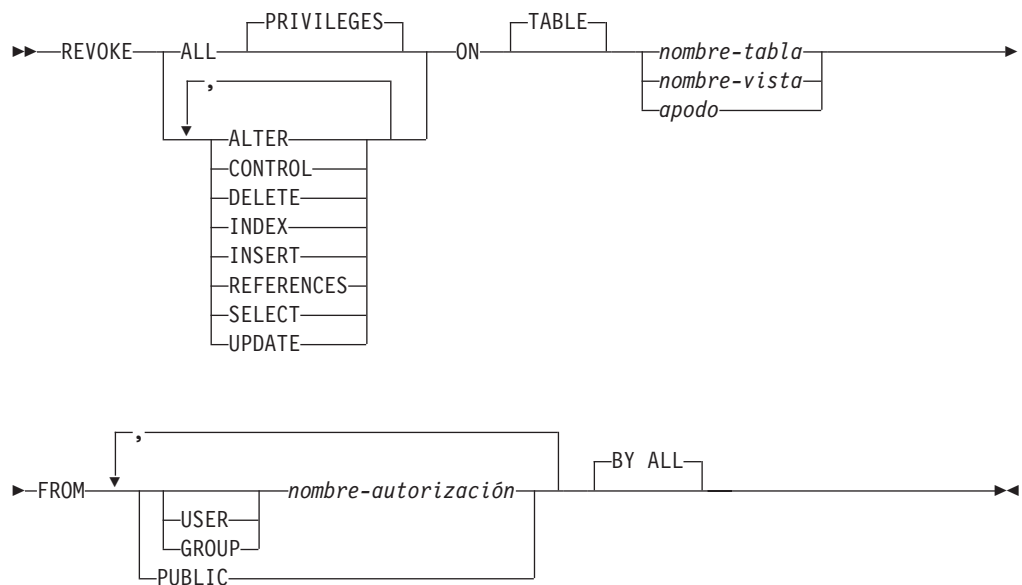 PRIVILEGES TABLE
REVOKE ALL ON nombre-tabla
, nombre-vista
apodo
ALTER
CONTROL
DELETE
INDEX
INSERT
REFERENCES
SELECT
UPDATE
, BY ALL
FROM nombre-autorización
USER
GROUP
PUBLIC